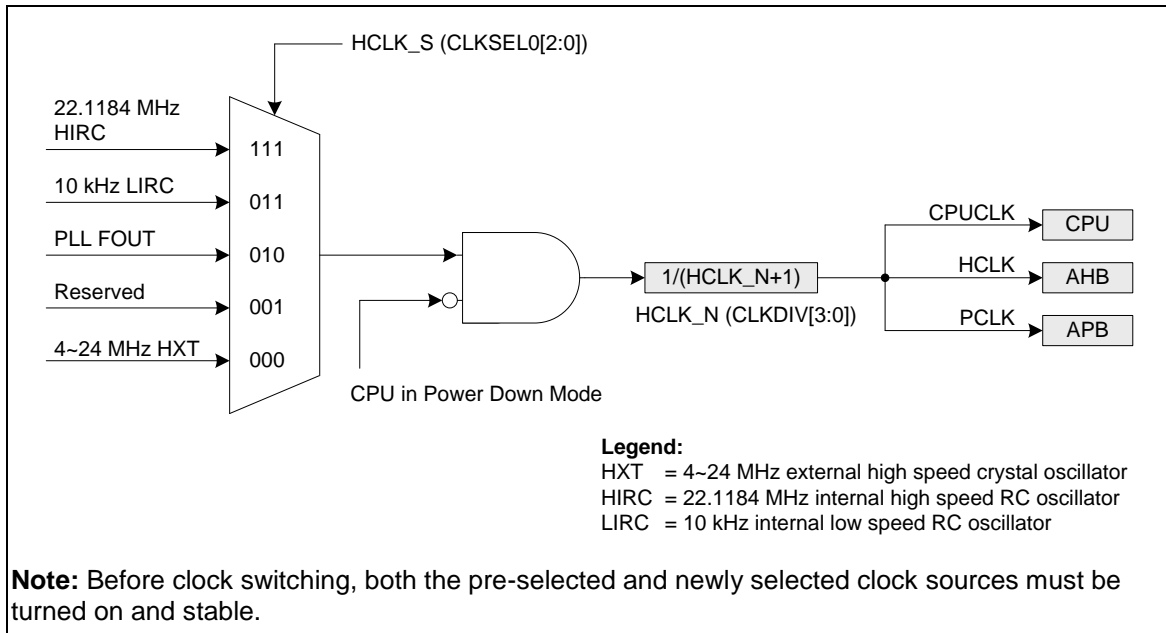 HCLK_S (CLKSEL0[2:0])
22.1184 MHz
HIRC
111
10 kHz LIRC
011
PLL FOUT
010
Reserved
001
4~24 MHz HXT
000
CPU in Power Down Mode
1/(HCLK_N+1)
HCLK_N (CLKDIV[3:0])
CPUCLK
CPU
HCLK
AHB
PCLK
APB
Legend:
HXT = 4~24 MHz external high speed crystal oscillator
HIRC = 22.1184 MHz internal high speed RC oscillator
LIRC = 10 kHz internal low speed RC oscillator
Note: Before clock switching, both the pre-selected and newly selected clock sources must be
turned on and stable.